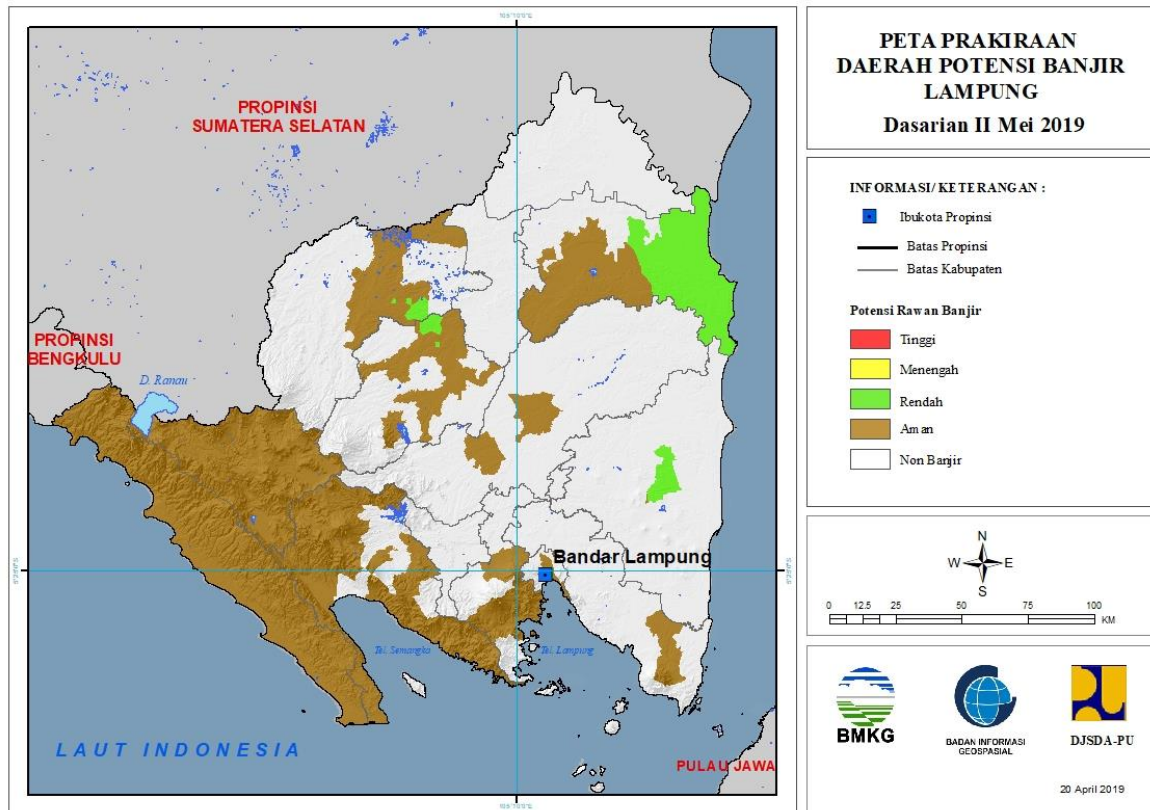 PROPINSI
SUMATERA SELATAN
PROPINSI
BENGKULU
D. Ranau
Bandar Lampung
Tel. Semangka
Tel. Lampung
LAUT INDONESIA
PULAU JAWA
PETA PRAKIRAAN
DAERAH POTENSI BANJIR
LAMPUNG
Dasarian II Mei 2019
INFORMASI/ KETERANGAN :
Ibukota Propinsi
Batas Propinsi
Batas Kabupaten
Potensi Rawan Banjir
Tinggi
Menengah
Rendah
Aman
Non Banjir
N
W E
S
0 12.5 25 50 75 100
KM
BMKG
BADAN INFORMASI
GEOSPASIAL
DJSDA-PU
20 April 2019